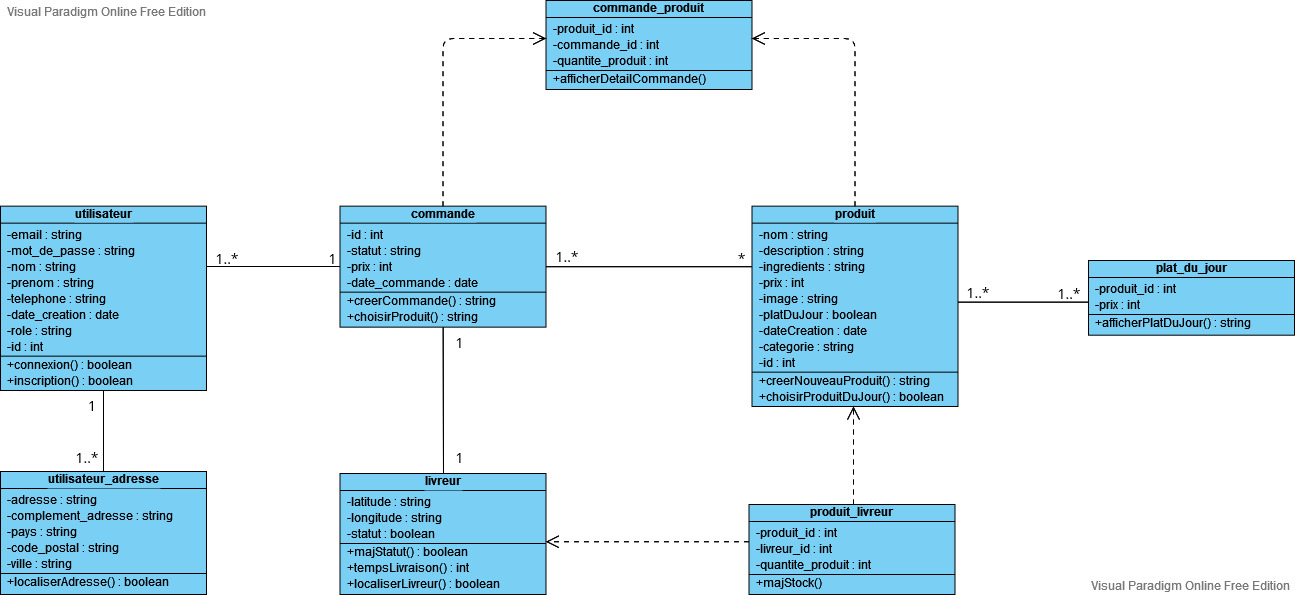 Visual Paradigm Online Free Edition
commande_produit
-produit_id : int
-commande_id : int
-quantite_produit : int
+afficherDetailCommande()
utilisateur
-email : string
-mot_de_passe : string
-nom : string
-prenom : string
-telephone : string
-date_creation : date
-role : string
-id : int
+connexion() : boolean
+inscription() : boolean
1..*
1
commande
-id : int
-statut : string
-prix : int
-date_commande : date
+creerCommande() : string
+choisirProduit() : string
1..*
*
produit
-nom : string
-description : string
-ingredients : string
-prix : int
-image : string
-platDuJour : boolean
-dateCreation : date
-categorie : string
-id : int
+creerNouveauProduit() : string
+choisirProduitDuJour() : boolean
1..*
1..*
plat_du_jour
-produit_id : int
-prix : int
+afficherPlatDuJour() : string
1
1..*
1
1
utilisateur_adresse
-adresse : string
-complement_adresse : string
-pays : string
-code_postal : string
-ville : string
+localiserAdresse() : boolean
livreur
-latitude : string
-longitude : string
-statut : boolean
+majStatut() : boolean
+tempsLivraison() : int
+localiserLivreur() : boolean
produit_livreur
-produit_id : int
-livreur_id : int
-quantite_produit : int
+majStock()
Visual Paradigm Online Free Edition